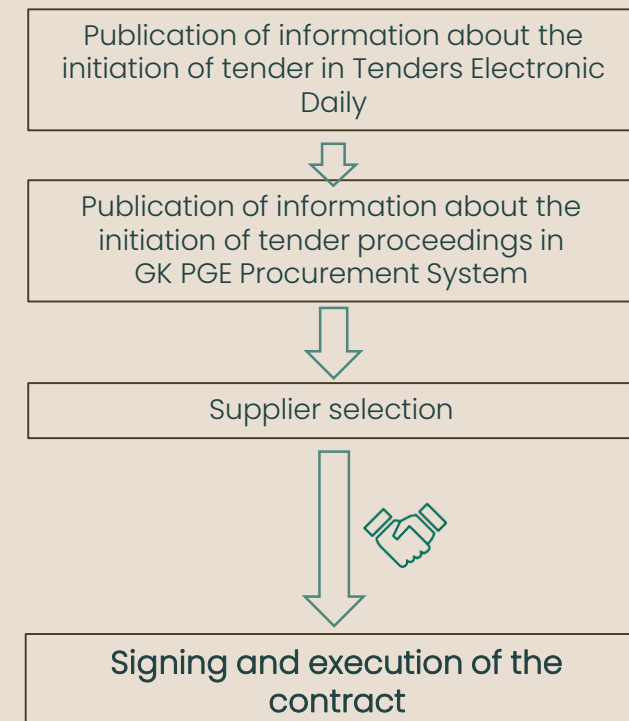 Publication of information about the
initiation of tender in Tenders Electronic
Daily
Publication of information about the
initiation of tender proceedings in
GK PGE Procurement System
Supplier selection
Signing and execution of the
contract